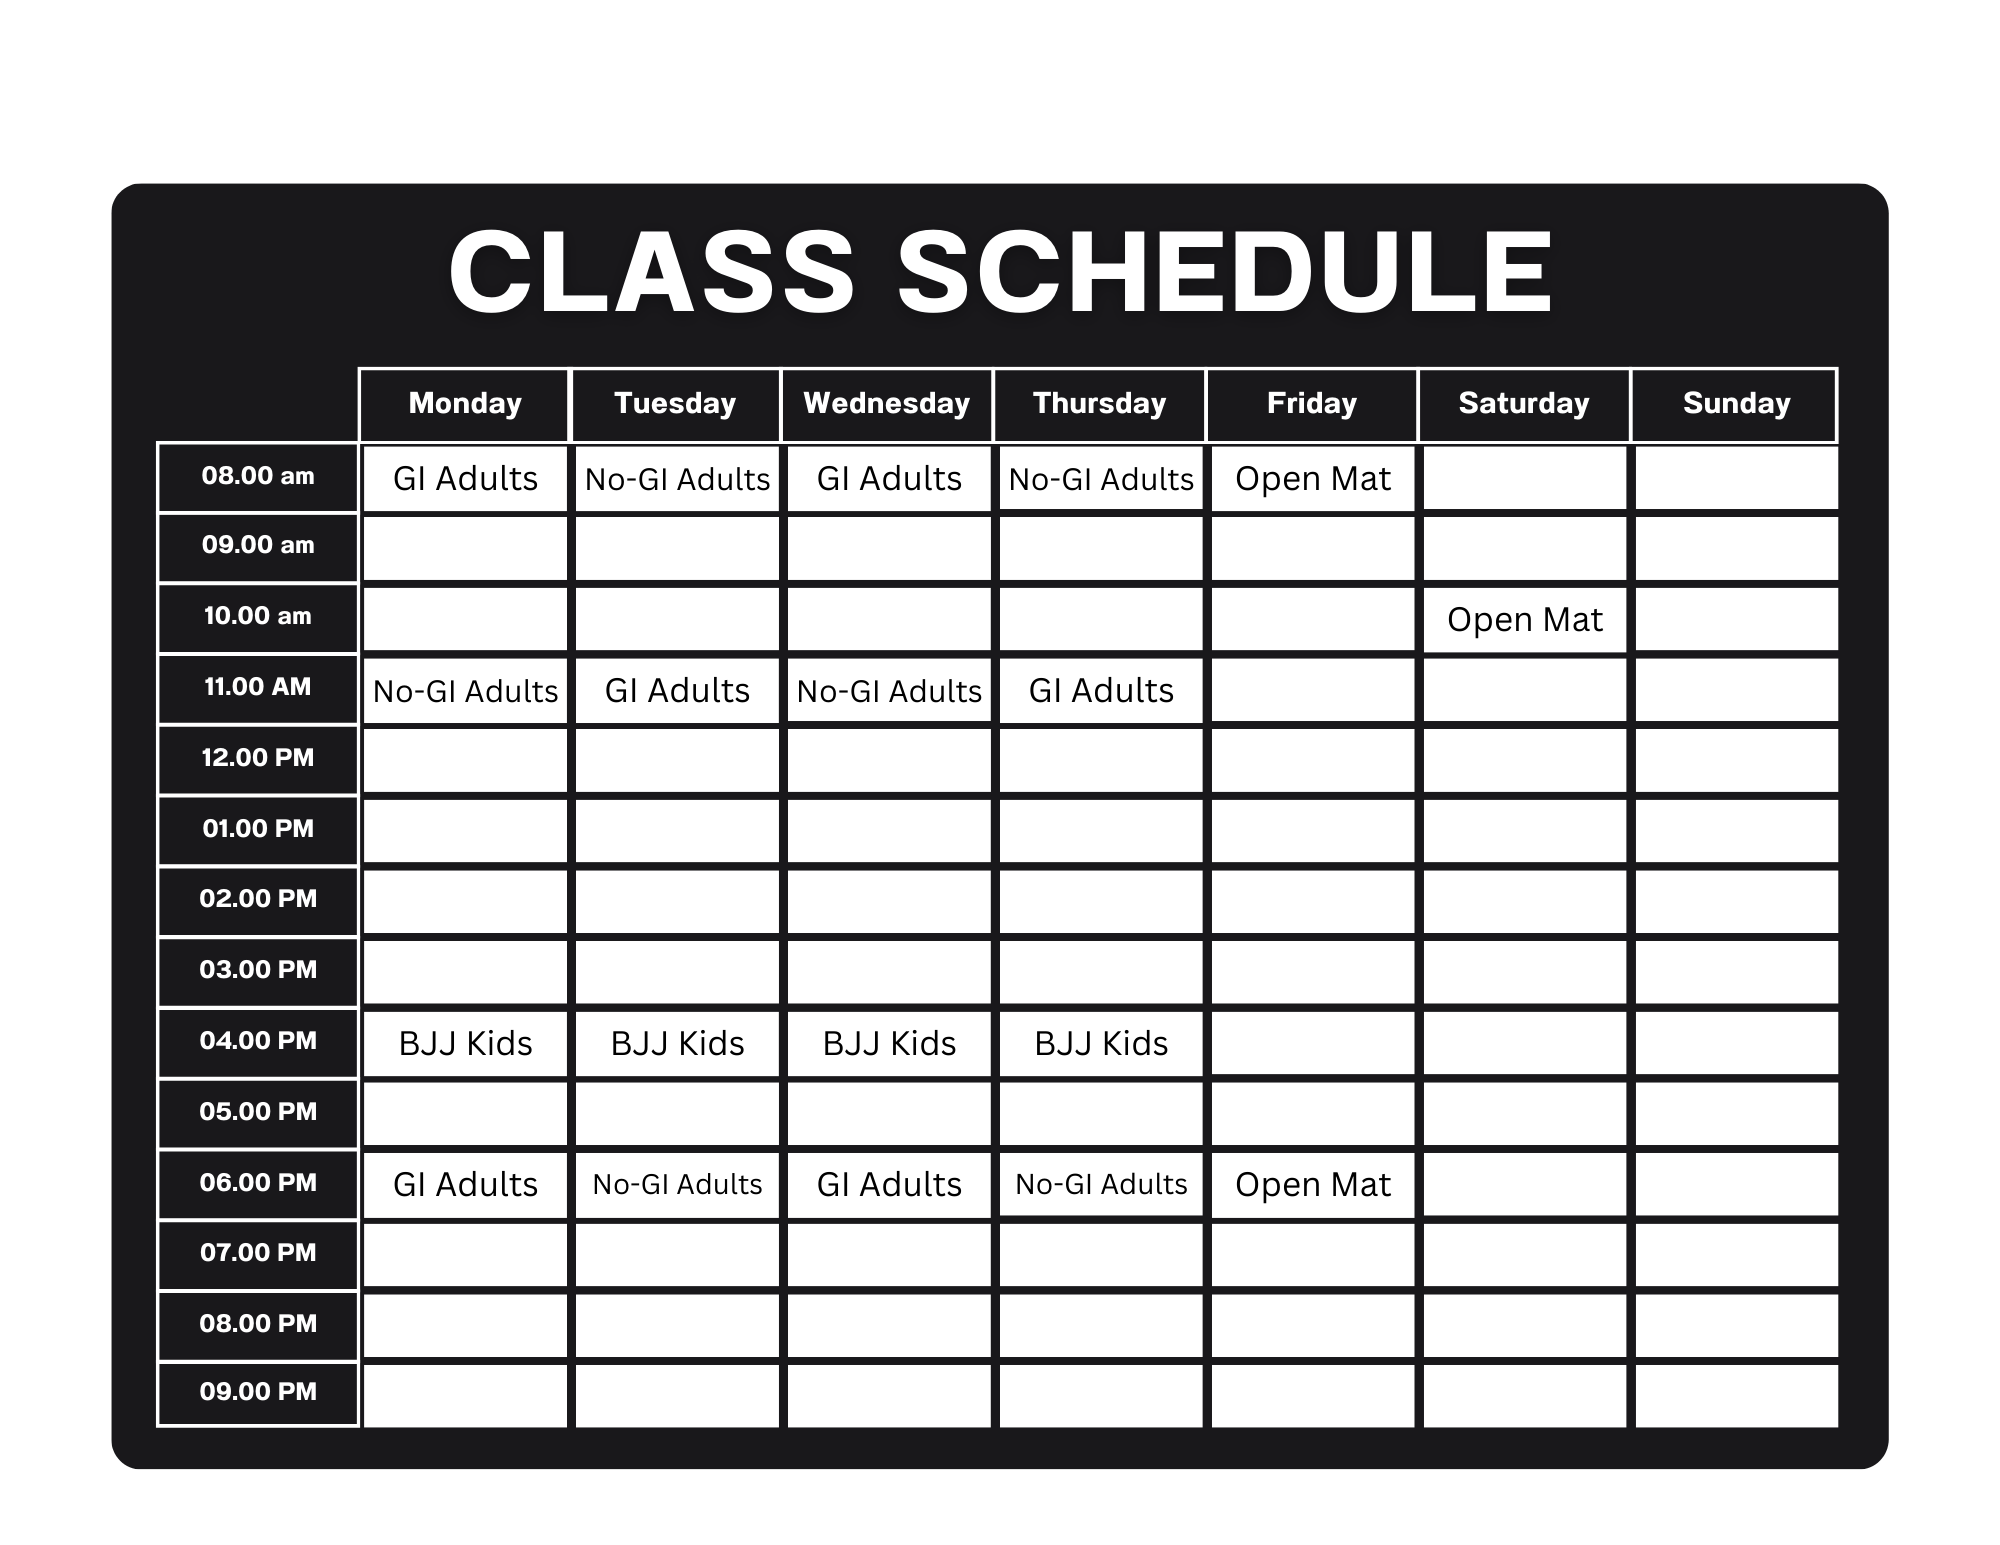 CLASS SCHEDULE
Monday Tuesday Wednesday Thursday Friday Saturday Sunday
08.00 am GI Adults No-GI Adults GI Adults No-GI Adults Open Mat
09.00 am
10.00 am Open Mat
11.00 AM No-GI Adults GI Adults No-GI Adults GI Adults
12.00 PM
01.00 PM
02.00 PM
03.00 PM
04.00 PM BJJ Kids BJJ Kids BJJ Kids BJJ Kids
05.00 PM
06.00 PM GI Adults No-GI Adults GI Adults No-GI Adults Open Mat
07.00 PM
08.00 PM
09.00 PM